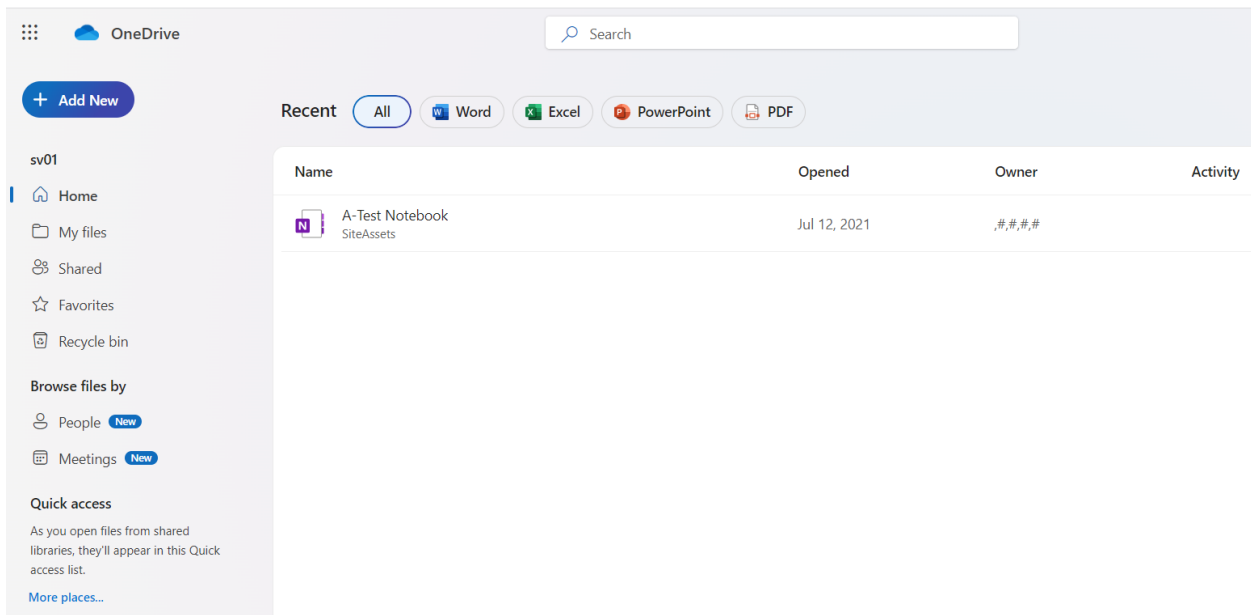 OneDrive
Search
Add New
Recent All Word Excel PowerPoint PDF
sv01
Home
My files
Shared
Favorites
Recycle bin
Browse files by
People New
Meetings New
Quick access
As you open files from shared
libraries, they'll appear in this Quick
access list.
More places...
Name Opened Owner Activity
A-Test Notebook
SiteAssets
Jul 12, 2021
,#,#,#,#